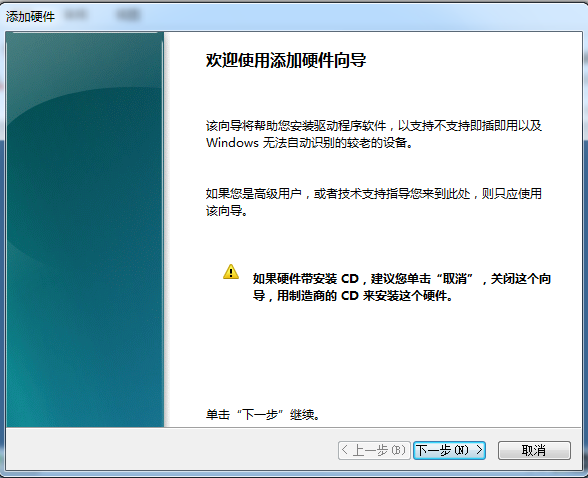 添加硬件
欢迎使用添加硬件向导
该向导将帮助您安装驱动程序软件，以支持不支持即插即用以及
Windows 无法自动识别的较老的设备。
如果您是高级用户，或者技术支持指导您来到此处，则只应使用
该向导。
如果硬件带安装 CD，建议您单击“取消”，关闭这个向
导，用制造商的 CD 来安装这个硬件。
单击“下一步”继续。
< 上一步(B) 下一步(N) > 取消